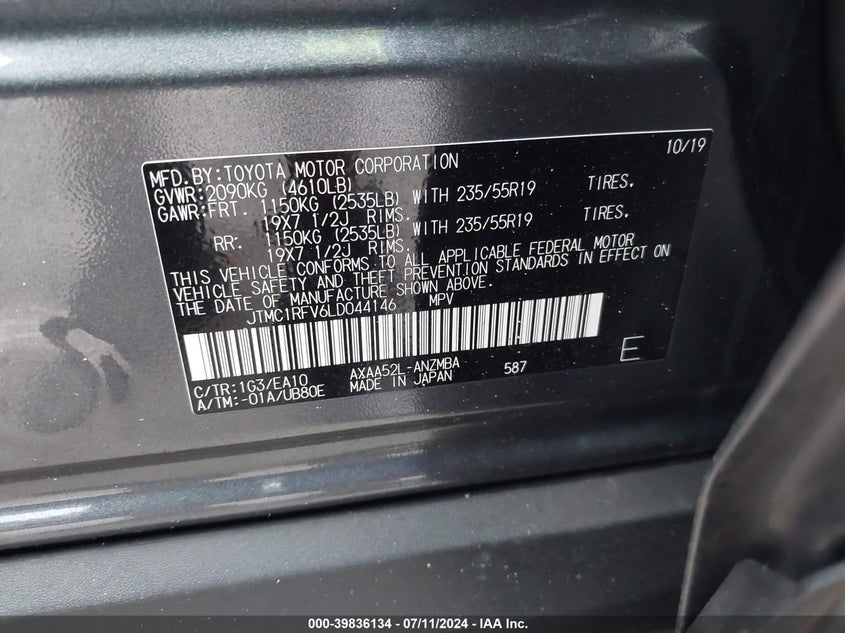 10/19
MFD.BY:TOYOTA MOTOR CORPORATION
GVWR:2090KG (4610LB)
GAWR:FRT. 1150KG (2535LB) WITH 235/55R19 TIRES.
19X7 1/2J RIMS.
RR: 1150KG (2535LB) WITH 235/55R19 TIRES.
19X7 1/2J RIMS.
THIS VEHICLE CONFORMS TO ALL APPLICABLE FEDERAL MOTOR
VEHICLE SAFETY AND THEFT PREVENTION STANDARDS IN EFFECT ON
THE DATE OF MANUFACTURE SHOWN ABOVE.
JTMC1RFV6LD044146 MPV
C/TR:1G3/EA10 AXAA52L-ANZMBA 587 E
A/TM:-01A/UB80E MADE IN JAPAN
000-39836134 - 07/11/2024 - IAA Inc.